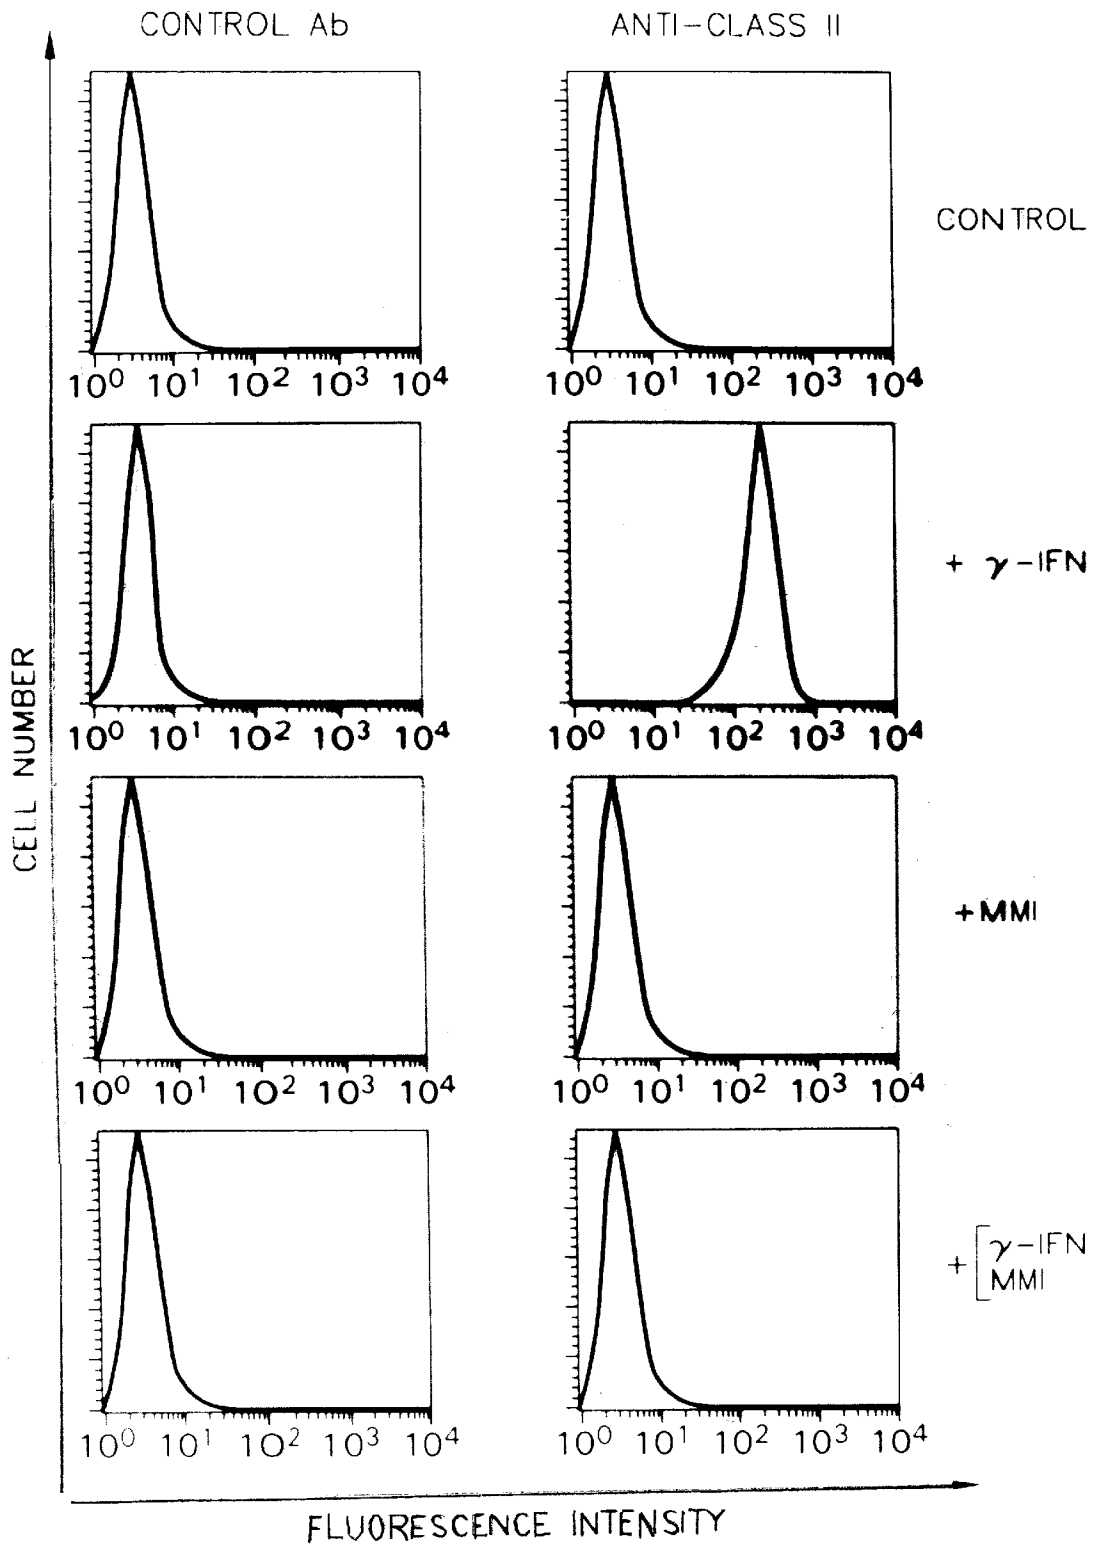 CONTROL Ab ANTI-CLASS II
10⁰ 10¹ 10² 10³ 10⁴ 10⁰ 10¹ 10² 10³ 10⁴
CONTROL
10⁰ 10¹ 10² 10³ 10⁴ 10⁰ 10¹ 10² 10³ 10⁴
+ γ-IFN
10⁰ 10¹ 10² 10³ 10⁴ 10⁰ 10¹ 10² 10³ 10⁴
+MMI
10⁰ 10¹ 10² 10³ 10⁴ 10⁰ 10¹ 10² 10³ 10⁴
+ [ γ-IFN
MMI
CELL NUMBER
FLUORESCENCE INTENSITY